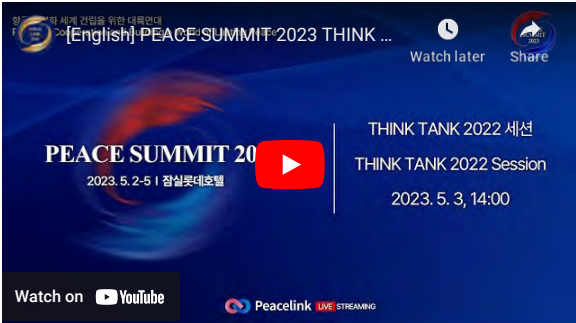 [English] PEACE SUMMIT 2023 THINK ...
Watch later
Share
SUMMIT
2023
PEACE SUMMIT 20
2023. 5. 2-5 I 잠실롯데호텔
THINK TANK 2022 세션
THINK TANK 2022 Session
2023. 5. 3, 14:00
Watch on YouTube
Peacelink LIVE STREAMING